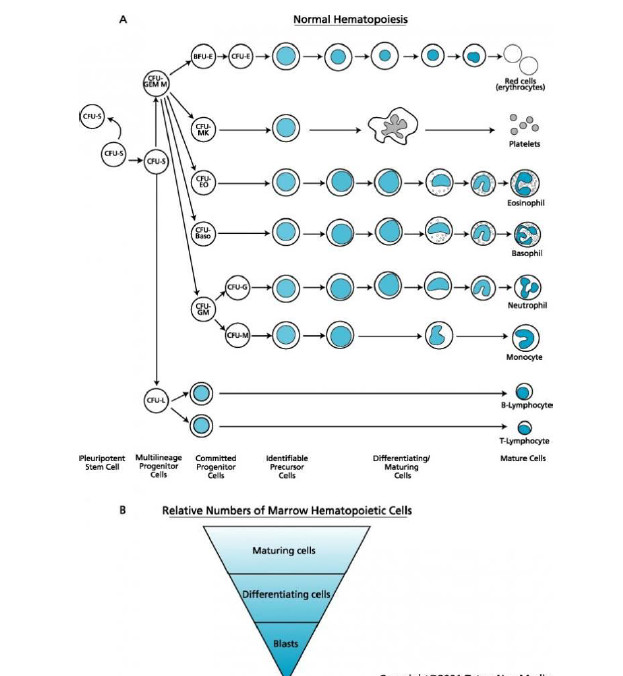 A
Normal Hematopoiesis
BFU-E
CFU-E
Red cells
(erythrocytes)
CFU-
GEM M
CFU-S
CFU-
MK
Platelets
CFU-S
CFU-S
CFU-
EO
Eosinophil
CFU-
Baso
Basophil
CFU-G
Neutrophil
CFU-
GM
CFU-M
Monocyte
CFU-L
B-Lymphocyte
T-Lymphocyte
Pleuripotent
Stem Cell
Multilineage
Progenitor
Cells
Committed
Progenitor
Cells
Identifiable
Precursor
Cells
Differentiating/
Maturing
Cells
Mature Cells
B
Relative Numbers of Marrow Hematopoietic Cells
Maturing cells
Differentiating cells
Blasts